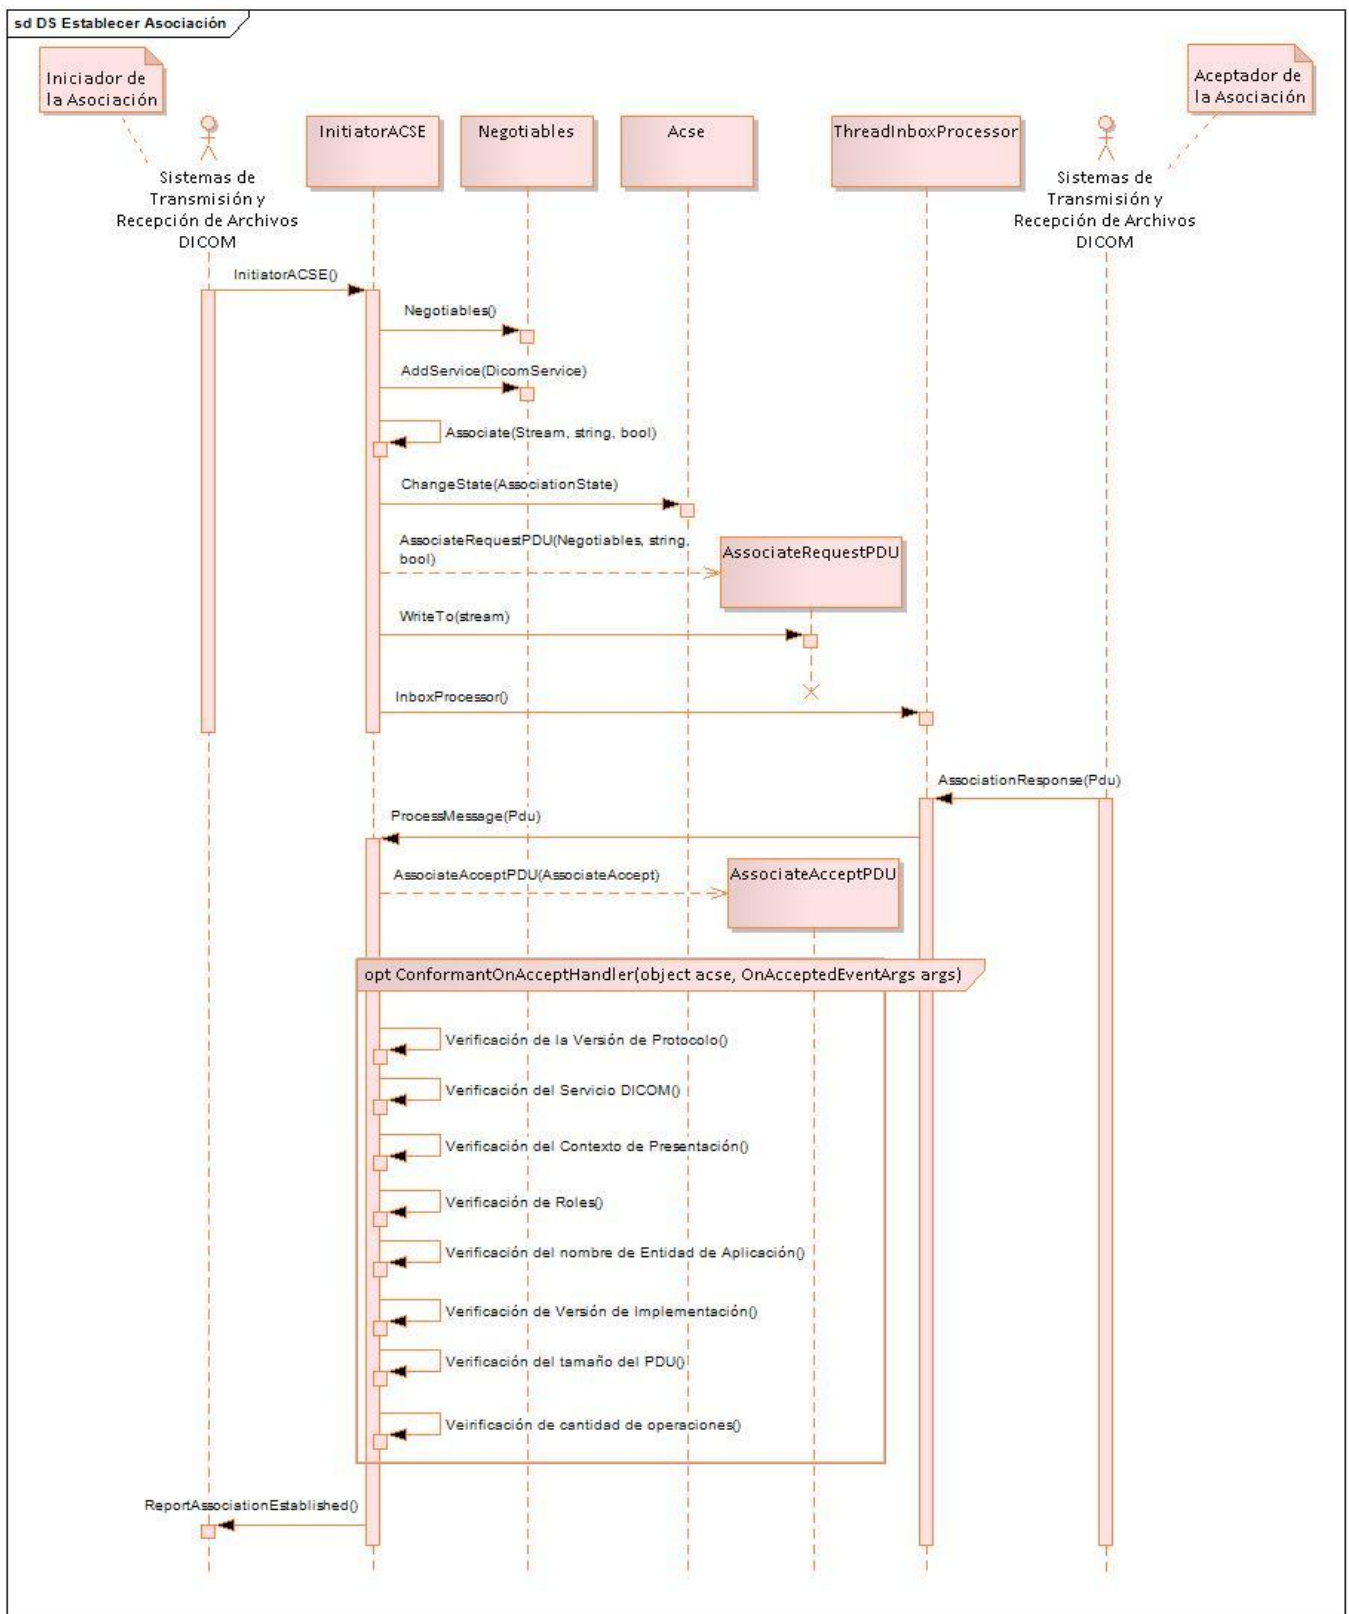 sd DS Establecer Asociación
Iniciador de
la Asociación
Aceptador de
la Asociación
InitiatorACSE
Negotiables
Acse
ThreadInboxProcessor
Sistemas de
Transmisión y
Recepción de Archivos
DICOM
Sistemas de
Transmisión y
Recepción de Archivos
DICOM
InitiatorACSE()
Negotiables()
AddService(DicomService)
Associate(Stream, string, bool)
ChangeState(AssociationState)
AssociateRequestPDU(Negotiables, string,
bool)
AssociateRequestPDU
WriteTo(stream)
InboxProcessor()
AssociationResponse(Pdu)
ProcessMessage(Pdu)
AssociateAcceptPDU(AssociateAccept)
AssociateAcceptPDU
opt ConformantOnAcceptHandler(object acse, OnAcceptedEventArgs args)
Verificación de la Versión de Protocolo()
Verificación del Servicio DICOM()
Verificación del Contexto de Presentación()
Verificación de Roles()
Verificación del nombre de Entidad de Aplicación()
Verificación de Versión de Implementación()
Verificación del tamaño del PDU()
Veirificación de cantidad de operaciones()
ReportAssociationEstablished()